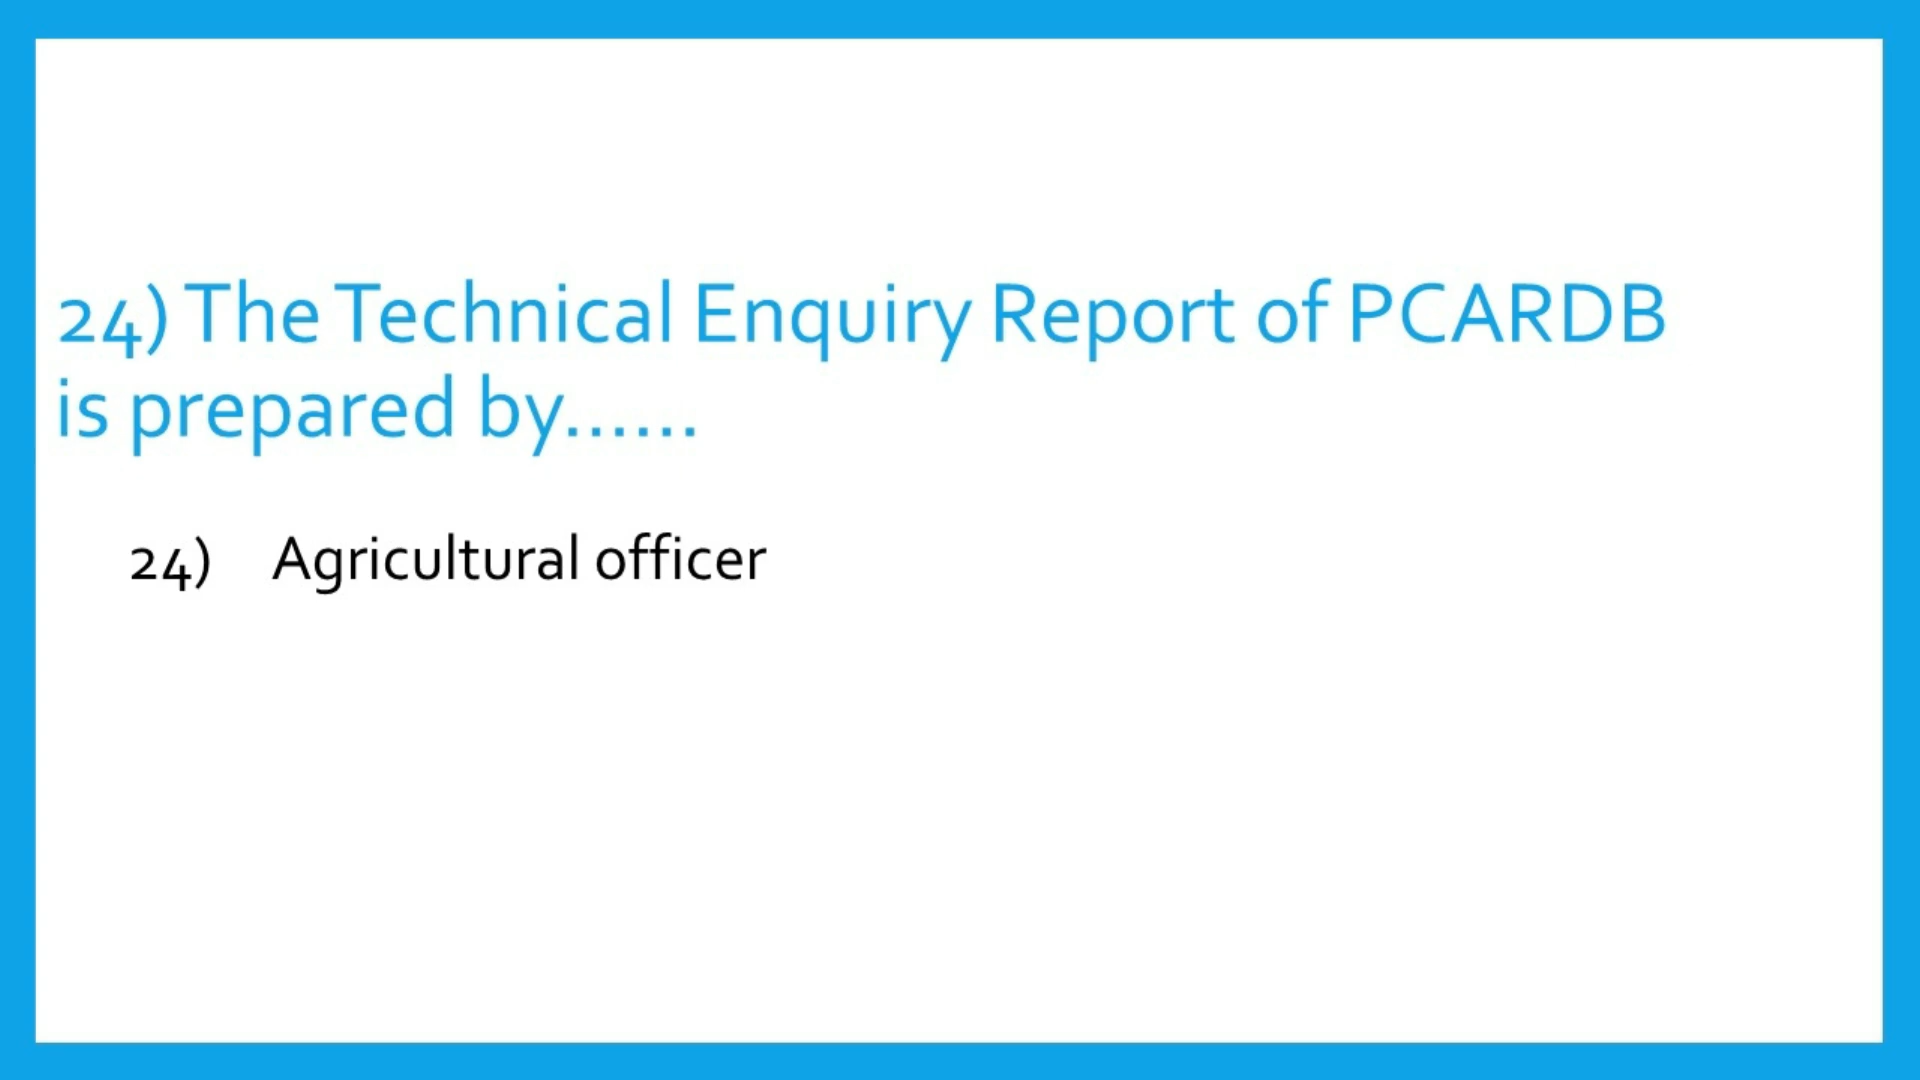 24) The Technical Enquiry Report of PCARDB
is prepared by......
24) Agricultural officer